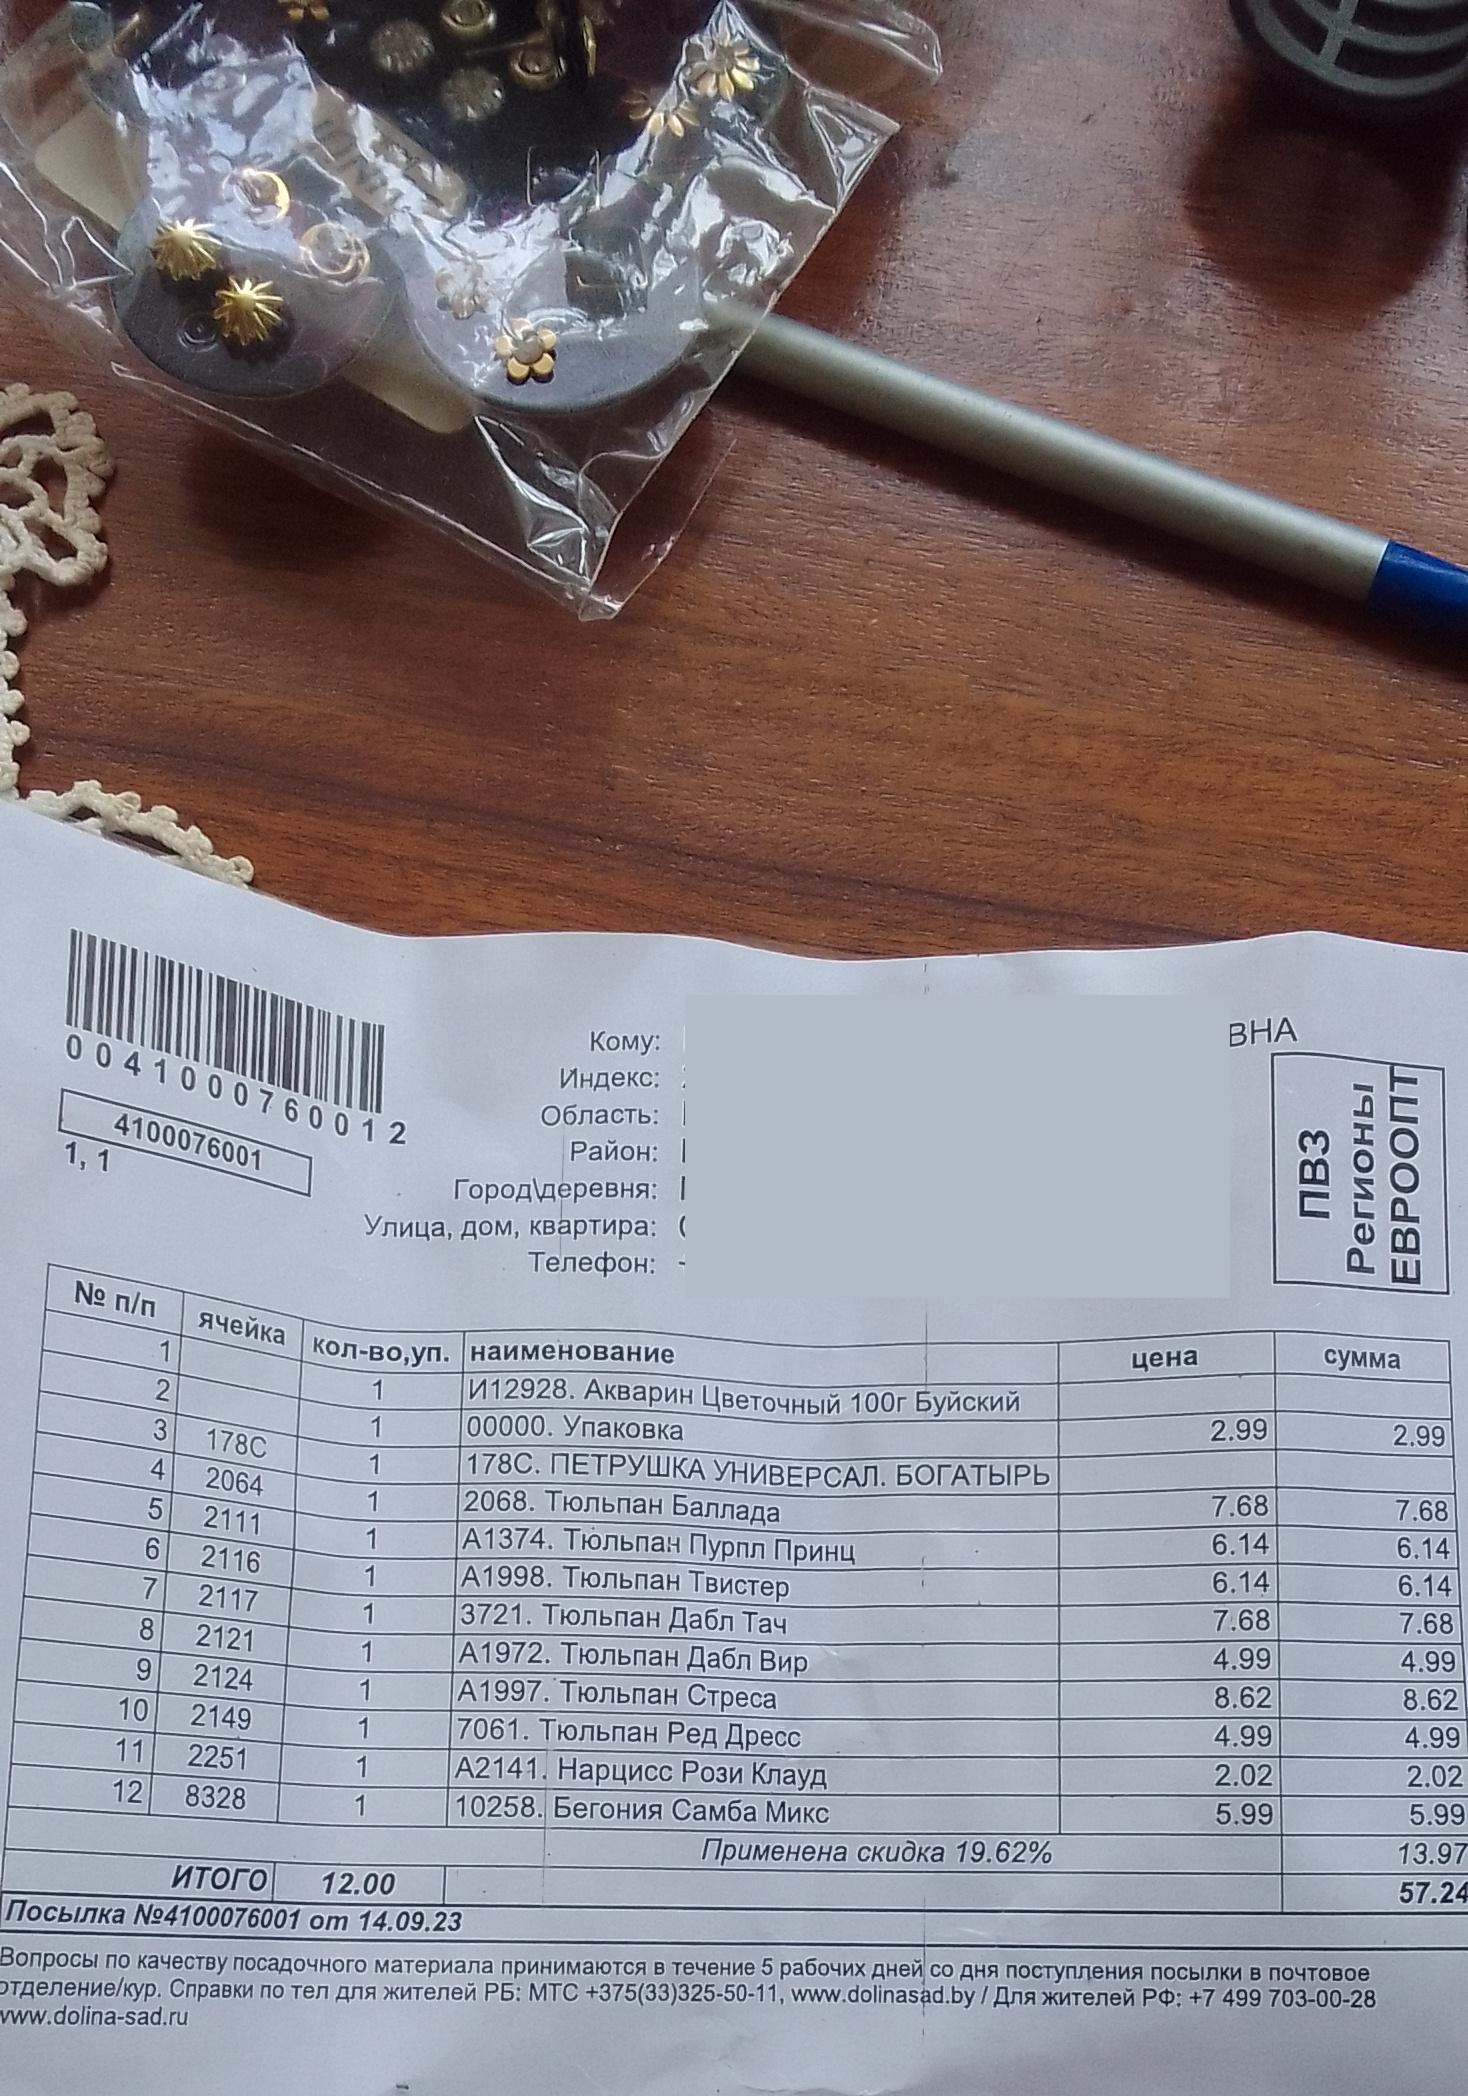 0041000760012
4100076001
1, 1
Кому:
ВНА
Индекс:
Область:
Район:
Город\деревня:
Улица, дом, квартира:
Телефон:
ПВЗ
Регионы
ЕВРООПТ
№ п/п ячейка кол-во,уп. наименование цена сумма
1 1 И12928. Акварин Цветочный 100г Буйский
2 1 00000. Упаковка 2.99 2.99
3 178С 1 178С. ПЕТРУШКА УНИВЕРСАЛ. БОГАТЫРЬ
4 2064 1 2068. Тюльпан Баллада 7.68 7.68
5 2111 1 А1374. Тюльпан Пурпл Принц 6.14 6.14
6 2116 1 А1998. Тюльпан Твистер 6.14 6.14
7 2117 1 3721. Тюльпан Дабл Тач 7.68 7.68
8 2121 1 А1972. Тюльпан Дабл Вир 4.99 4.99
9 2124 1 А1997. Тюльпан Стреса 8.62 8.62
10 2149 1 7061. Тюльпан Ред Дресс 4.99 4.99
11 2251 1 А2141. Нарцисс Рози Клауд 2.02 2.02
12 8328 1 10258. Бегония Самба Микс 5.99 5.99
Применена скидка 19.62% 13.97
ИТОГО 12.00 57.24
Посылка №4100076001 от 14.09.23
Вопросы по качеству посадочного материала принимаются в течение 5 рабочих дней со дня поступления посылки в почтовое
отделение/кур. Справки по тел для жителей РБ: МТС +375(33)325-50-11, www.dolinasad.by / Для жителей РФ: +7 499 703-00-28
www.dolina-sad.ru